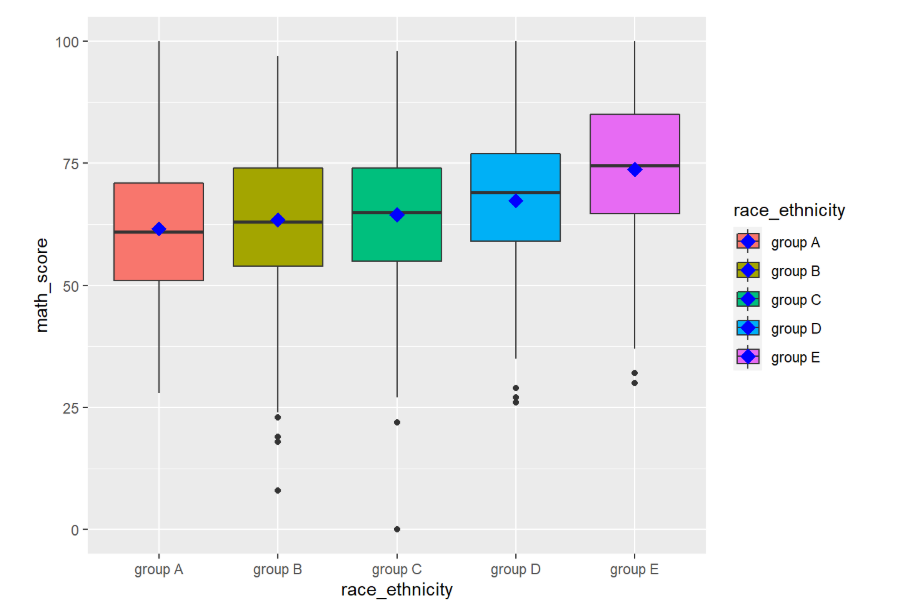 100
75
50
25
0
math_score
group A group B group C group D group E
race_ethnicity
race_ethnicity
group A
group B
group C
group D
group E